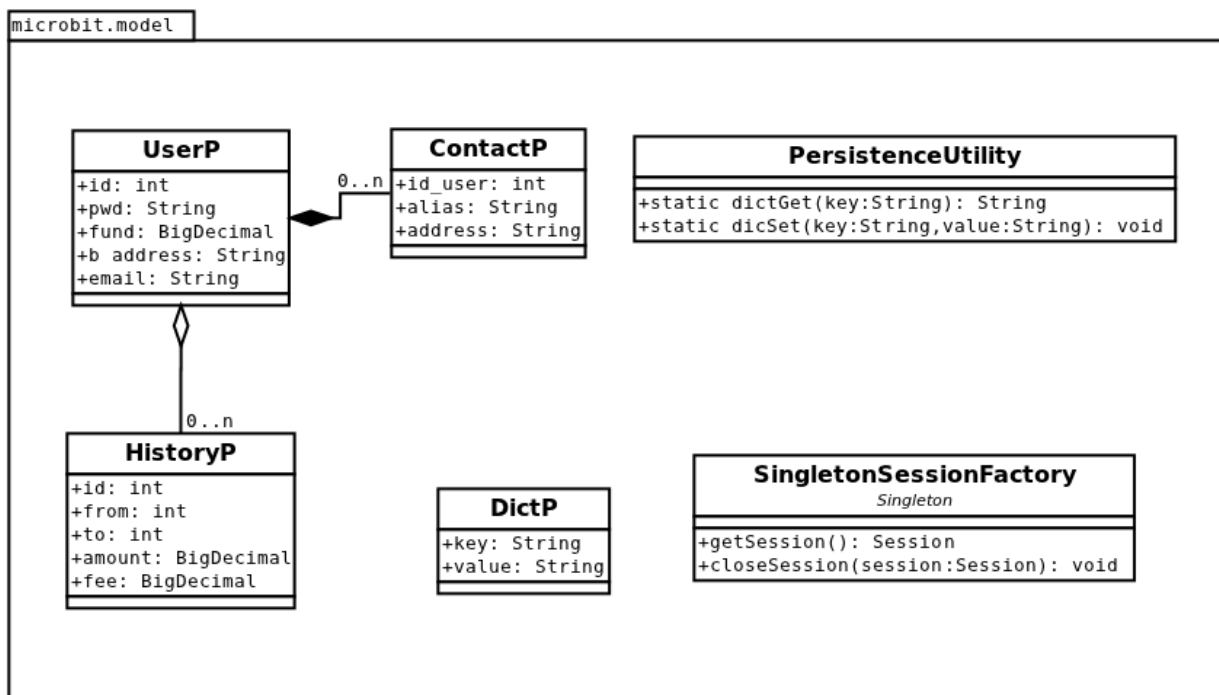 microbit.model
UserP
+id: int
+pwd: String
+fund: BigDecimal
+b address: String
+email: String
0..n
ContactP
+id_user: int
+alias: String
+address: String
PersistenceUtility
+static dictGet(key:String): String
+static dicSet(key:String,value:String): void
0..n
HistoryP
+id: int
+from: int
+to: int
+amount: BigDecimal
+fee: BigDecimal
DictP
+key: String
+value: String
SingletonSessionFactory
Singleton
+getSession(): Session
+closeSession(session:Session): void